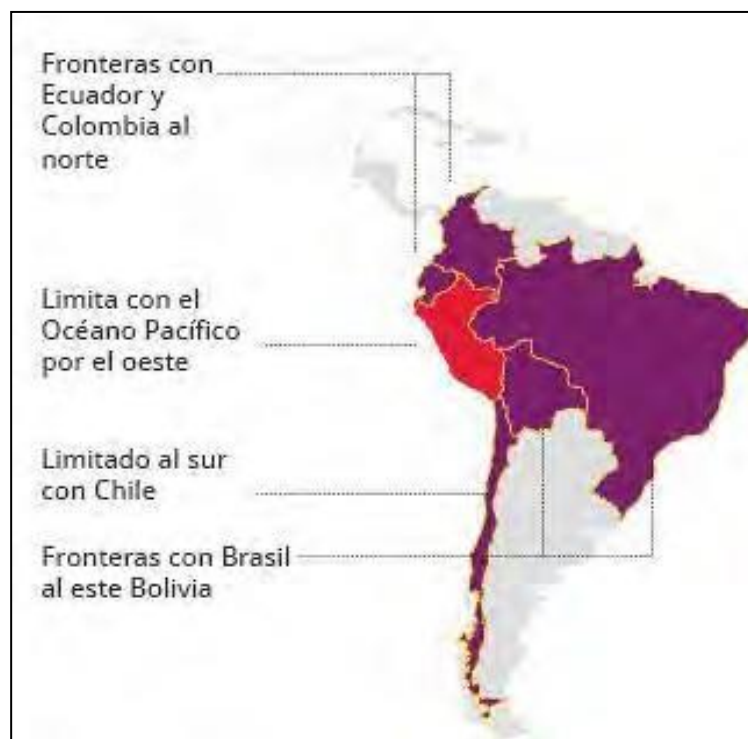 Fronteras con
Ecuador y
Colombia al
norte
Limita con el
Océano Pacífico
por el oeste
Limitado al sur
con Chile
Fronteras con Brasil
al este Bolivia